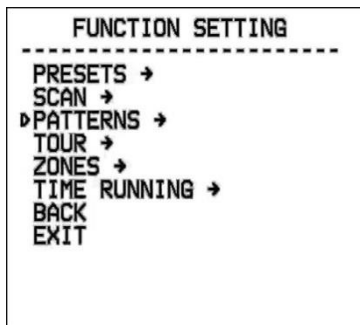 FUNCTION SETTING
PRESETS →
SCAN →
PATTERNS →
TOUR →
ZONES →
TIME RUNNING →
BACK
EXIT